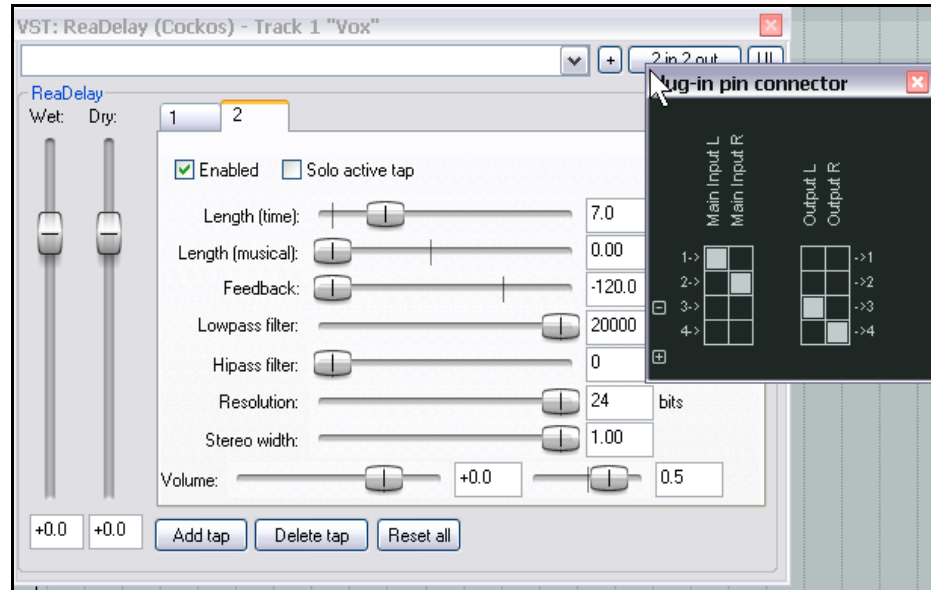 VST: ReaDelay (Cockos) - Track 1 "Vox"
+ 2 in 2 out UI
ReaDelay
Wet: Dry:
1 2
Enabled Solo active tap
Length (time): 7.0
Length (musical): 0.00
Feedback: -120.0
Lowpass filter: 20000
Hipass filter: 0
Resolution: 24 bits
Stereo width: 1.00
Volume: +0.0 0.5
+0.0 +0.0 Add tap Delete tap Reset all
Plug-in pin connector
Main Input L
Main Input R
Output L
Output R
1-> ->1
2-> ->2
3-> ->3
4-> ->4